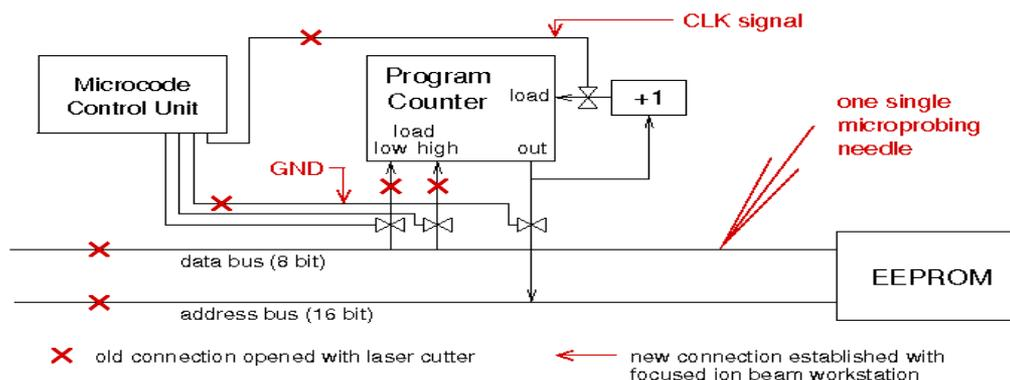 CLK signal
Microcode
Control Unit
Program
Counter
load
+1
load
low high
out
one single
microprobing
needle
GND
data bus (8 bit)
EEPROM
address bus (16 bit)
old connection opened with laser cutter
new connection established with
focused ion beam workstation